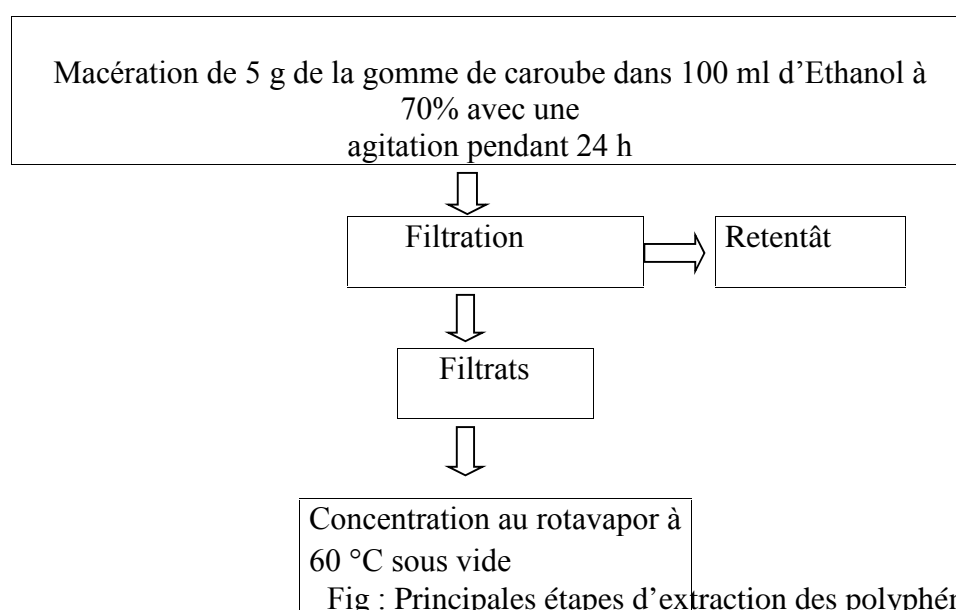 Macération de 5 g de la gomme de caroube dans 100 ml d’Ethanol à
70% avec une
agitation pendant 24 h
Filtration
Retentât
Filtrats
Concentration au rotavapor à
60 °C sous vide
Fig : Principales étapes d’extraction des